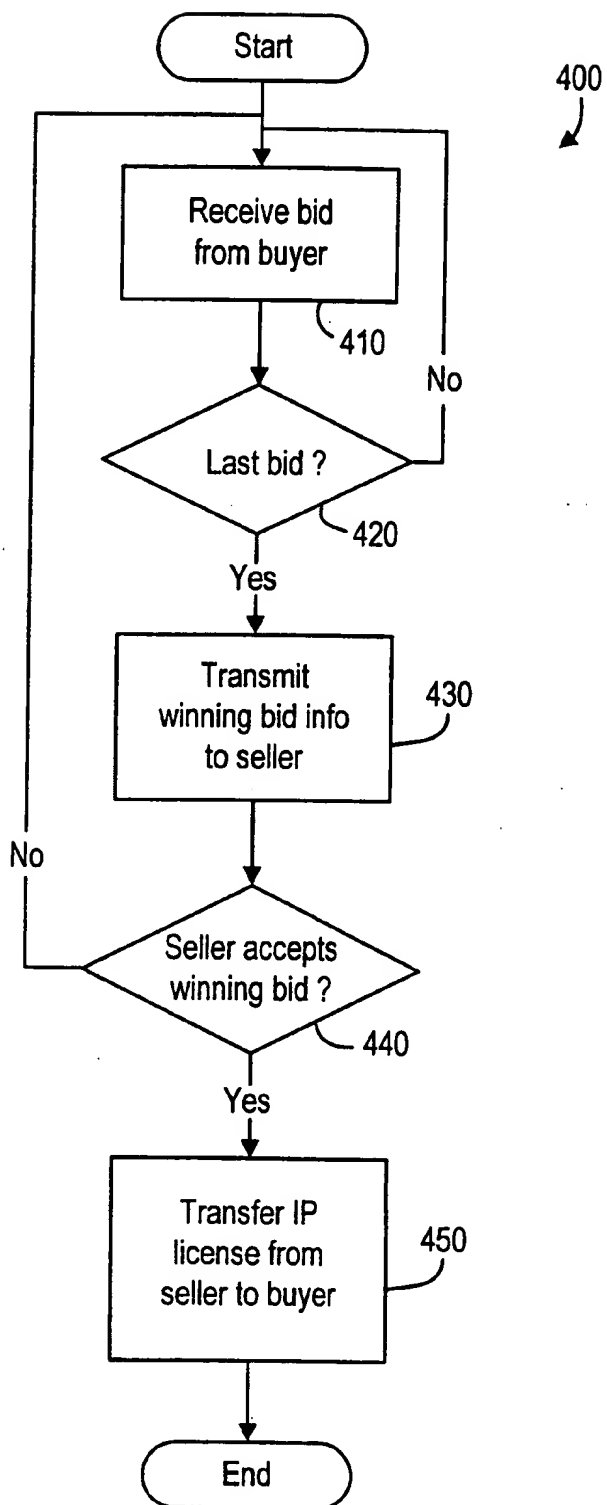 Start
400
Receive bid
from buyer
410
No
Last bid ?
420
Yes
Transmit
winning bid info
to seller
430
No
Seller accepts
winning bid ?
440
Yes
Transfer IP
license from
seller to buyer
450
End